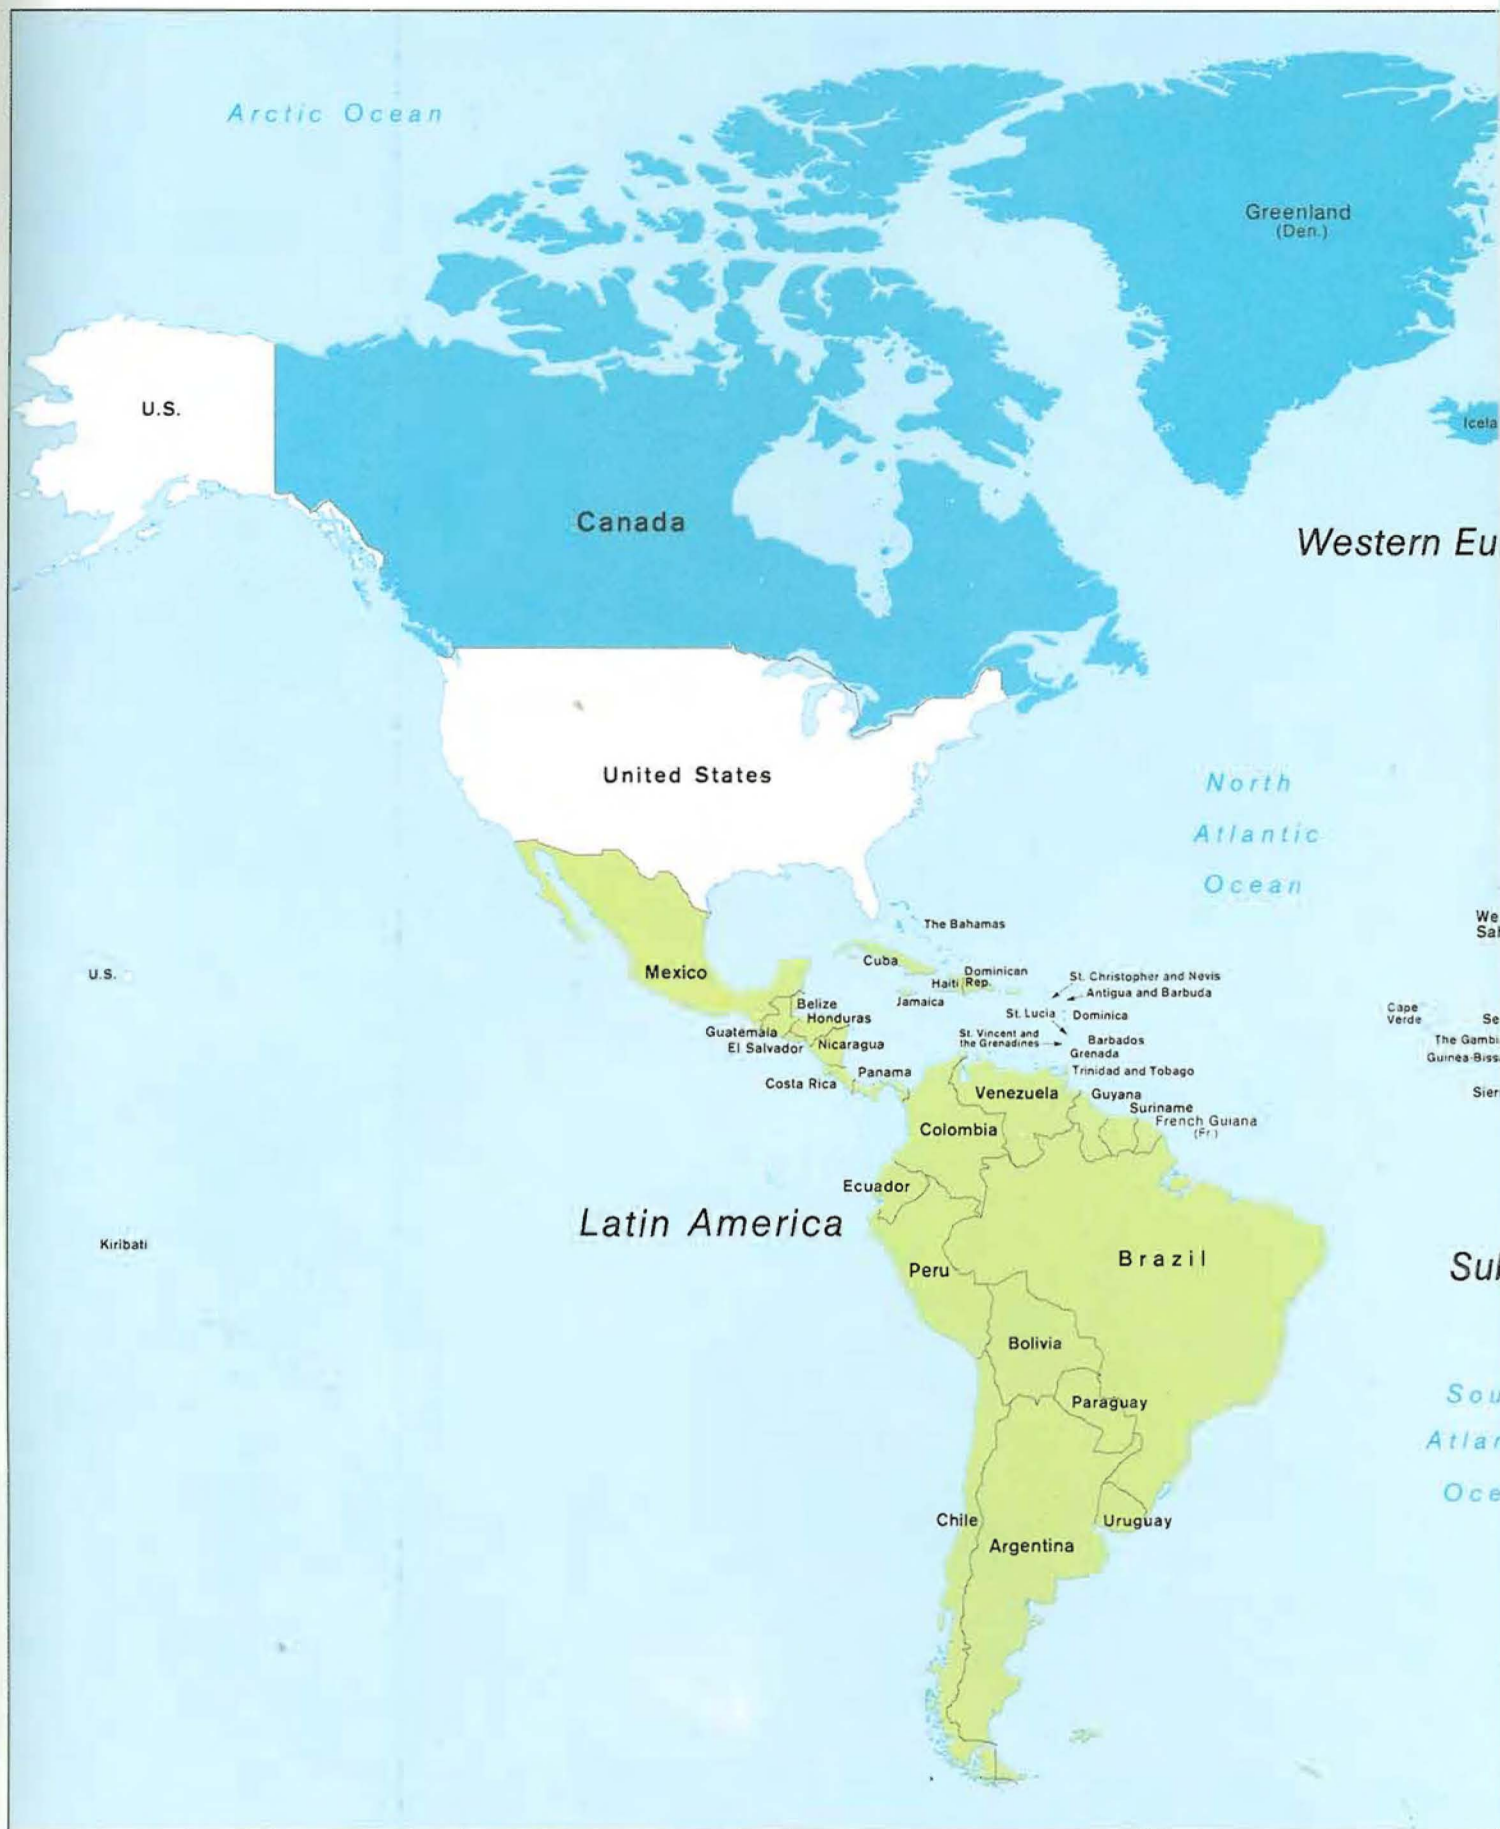 Arctic Ocean
Greenland
(Den.)
U.S.
Icela
Canada
Western Eu
United States
North
Atlantic
Ocean
The Bahamas
We
Sal
Cuba
Mexico
U.S.
Dominican
Rep.
Haiti
St. Christopher and Nevis
Antigua and Barbuda
Jamaica
Belize
Honduras
St. Lucia
Dominica
Cape
Verde
Se
Guatemala
El Salvador
Nicaragua
St. Vincent and
the Grenadines
Barbados
Grenada
The Gambi
Guinea-Biss
Trinidad and Tobago
Panama
Costa Rica
Venezuela
Guyana
Sier
Suriname
French Guiana
(Fr.)
Colombia
Ecuador
Latin America
Kiribati
Brazil
Peru
Bolivia
Sou
Paraguay
Atlan
Oce
Chile
Uruguay
Argentina